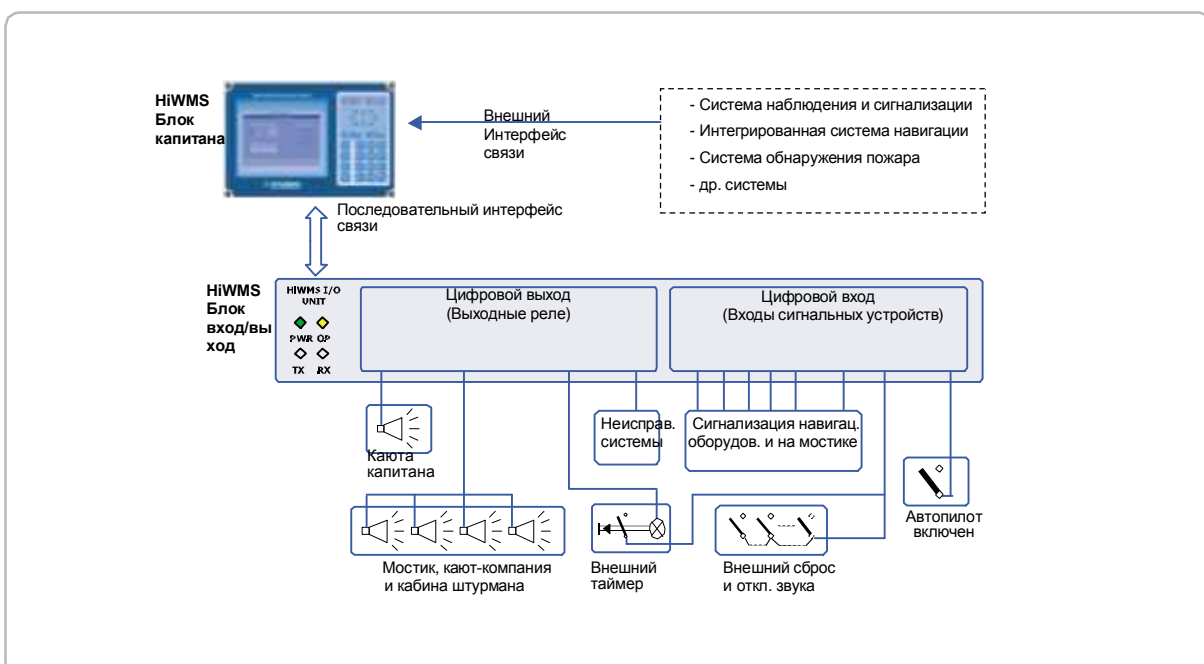 HiWMS
Блок
капитана
Внешний
Интерфейс
связи
- Система наблюдения и сигнализации
- Интегрированная система навигации
- Система обнаружения пожара
- др. системы
Последовательный интерфейс
связи
HiWMS
Блок
вход/вы
ход
HIWMS I/O
UNIT
PWR OP
TX RX
Цифровой выход
(Выходные реле)
Цифровой вход
(Входы сигнальных устройств)
Каюта
капитана
Неисправ.
системы
Сигнализация навигац.
оборудов. и на мостике
Автопилот
включен
Мостик, кают-компания
и кабина штурмана
Внешний
таймер
Внешний сброс
и откл. звука